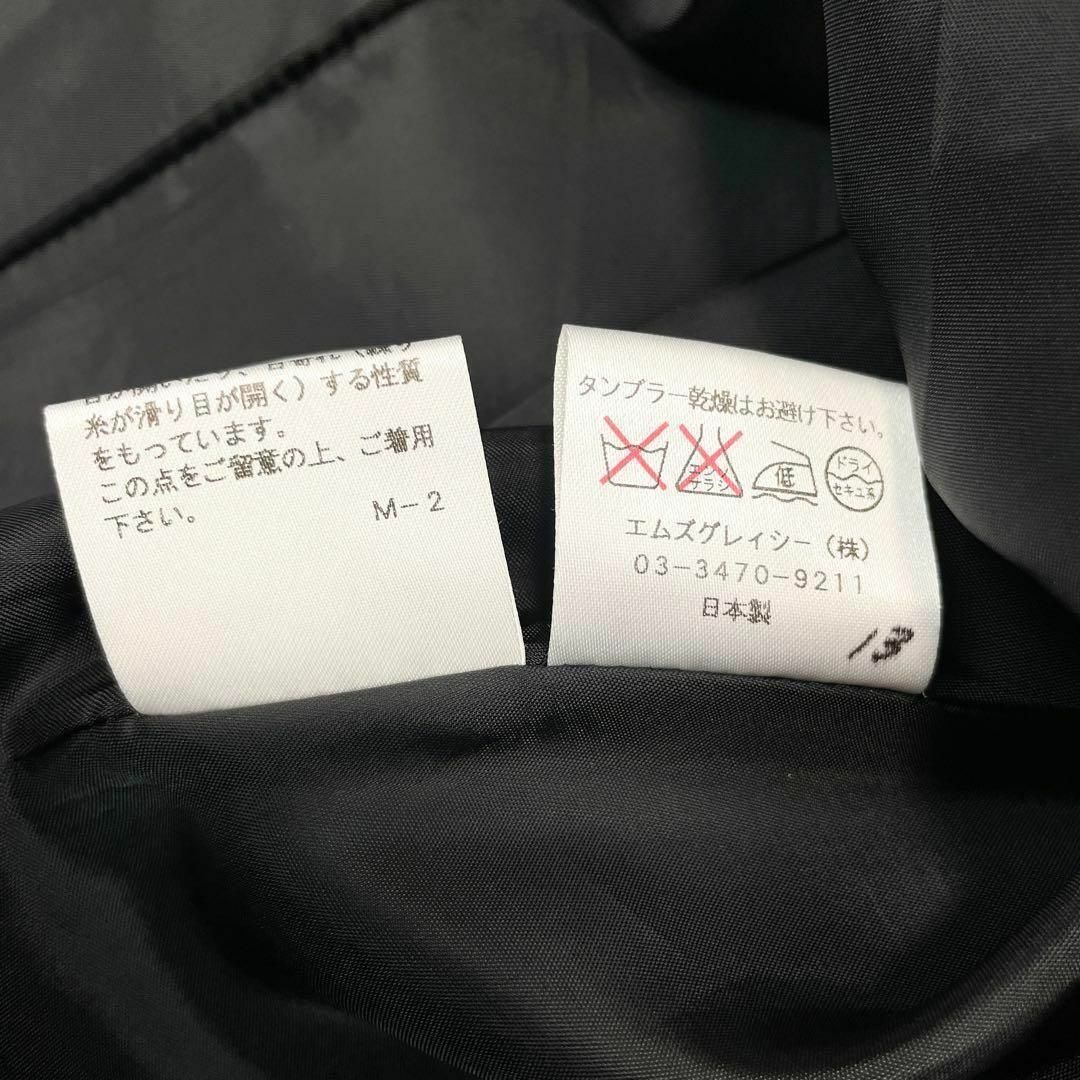 糸が滑り目が開く）する性質
をもっています。
この点をご留意の上、ご着用
下さい。
M-2
タンブラー乾燥はお避け下さい。
エンソ
サラシ
低
ドライ
セキユ系
エムズグレイシー（株）
03-3470-9211
日本製
13